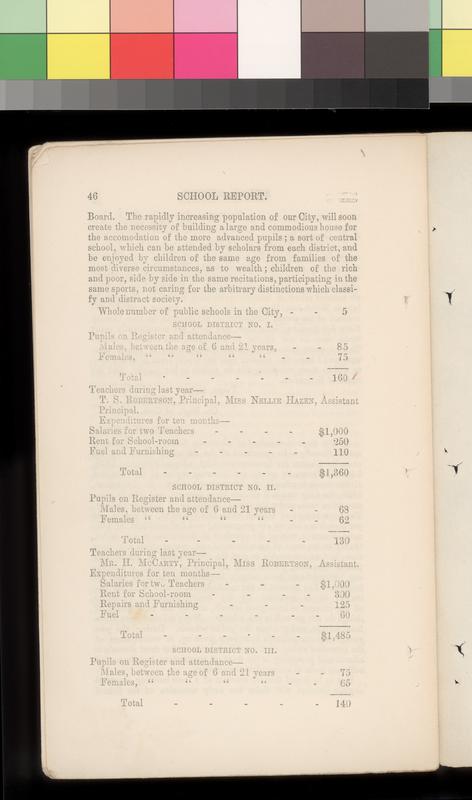 46 SCHOOL REPORT.
Board. The rapidly increasing population of our City, will soon
create the necessity of building a large and commodious house for
the accomodation of the more advanced pupils; a sort of central
school, which can be attended by scholars from each district, and
be enjoyed by children of the same age from families of the
most diverse circumstances, as to wealth; children of the rich
and poor, side by side in the same recitations, participating in the
same sports, not caring for the arbitrary distinctions which classi-
fy and distract society.
Whole number of public schools in the City, - - 5
SCHOOL DISTRICT NO. I.
Pupils on Register and attendance—
Males, between the age of 6 and 21 years, - - 85
Females, " " " " " - - 75
Total - - - - - - - 160
Teachers during last year—
T. S. ROBERTSON, Principal, MISS NELLIE HAZEN, Assistant
Principal.
Expenditures for ten months—
Salaries for two Teachers - - - - $1,000
Rent for School-room - - - - - 250
Fuel and Furnishing - - - - - 110
Total - - - - - - $1,360
SCHOOL DISTRICT NO. II.
Pupils on Register and attendance—
Males, between the age of 6 and 21 years - - 68
Females " " " " - - 62
Total - - - - - - 130
Teachers during last year—
MR. H. MCCARTY, Principal, MISS ROBERTSON, Assistant.
Expenditures for ten months—
Salaries for two Teachers - - - $1,000
Rent for School-room - - - - 300
Repairs and Furnishing - - - - 125
Fuel - - - - - - - 60
Total - - - - - - $1,485
SCHOOL DISTRICT NO. III.
Pupils on Register and attendance—
Males, between the age of 6 and 21 years - - 75
Females, " " " " - - 65
Total - - - - - - 140